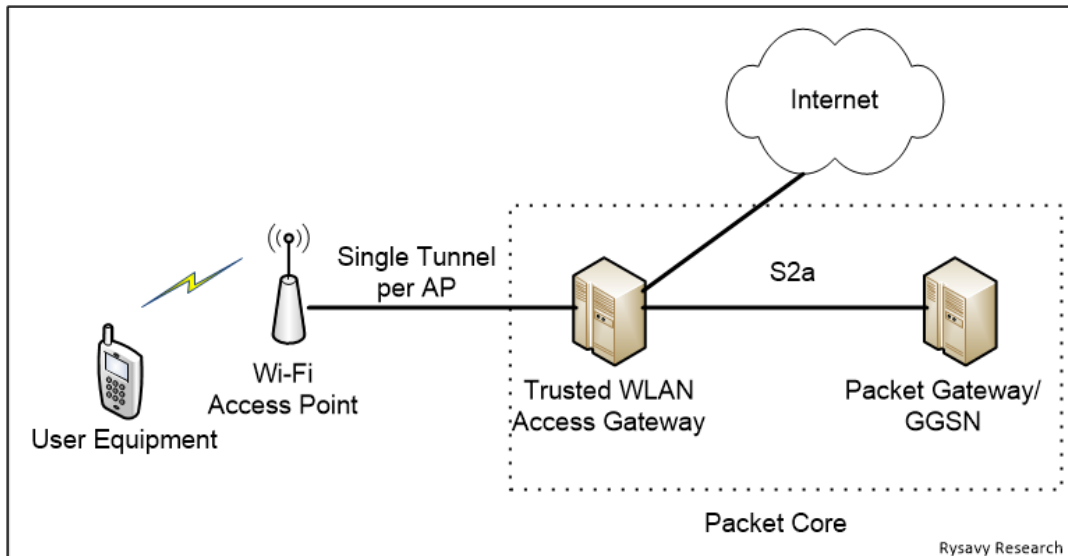 Internet
Single Tunnel
per AP
S2a
Wi-Fi
Access Point
User Equipment
Trusted WLAN
Access Gateway
Packet Gateway/
GGSN
Packet Core
Rysavy Research